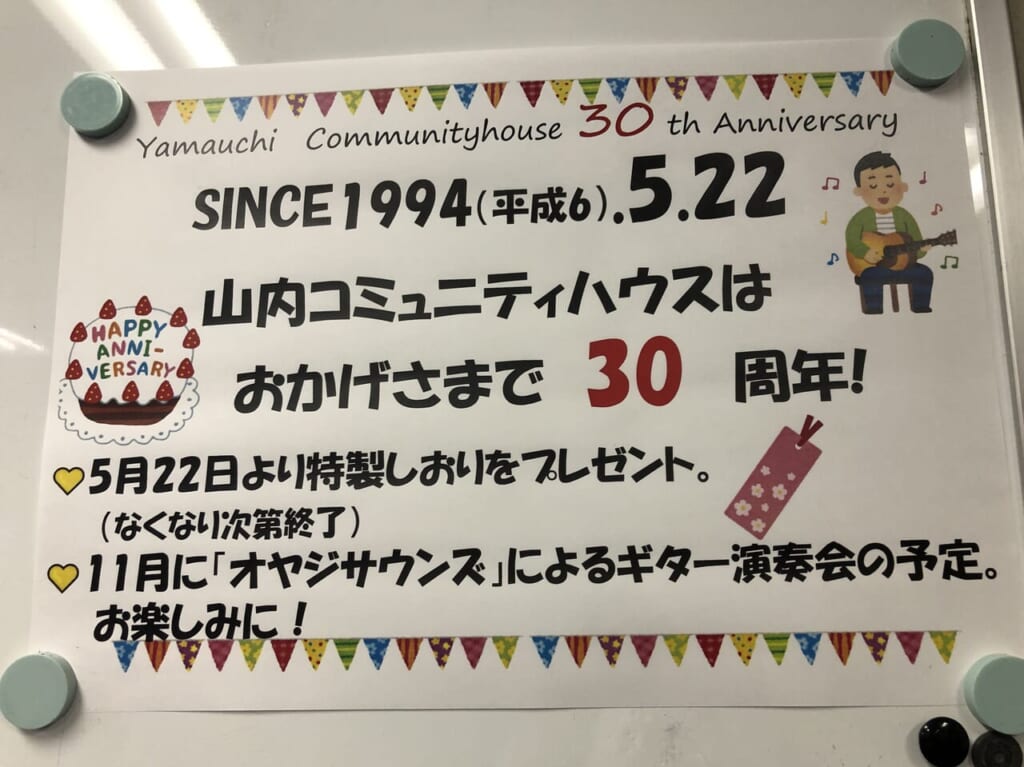 Yamauchi Communityhouse 30 th Anniversary
SINCE1994(平成6).5.22
山内コミュニティハウスは
おかげさまで 30 周年!
HAPPY
ANNI-
VERSARY
5月22日より特製しおりをプレゼント。
(なくなり次第終了)
11月に「オヤジサウンズ」によるギター演奏会の予定。
お楽しみに!